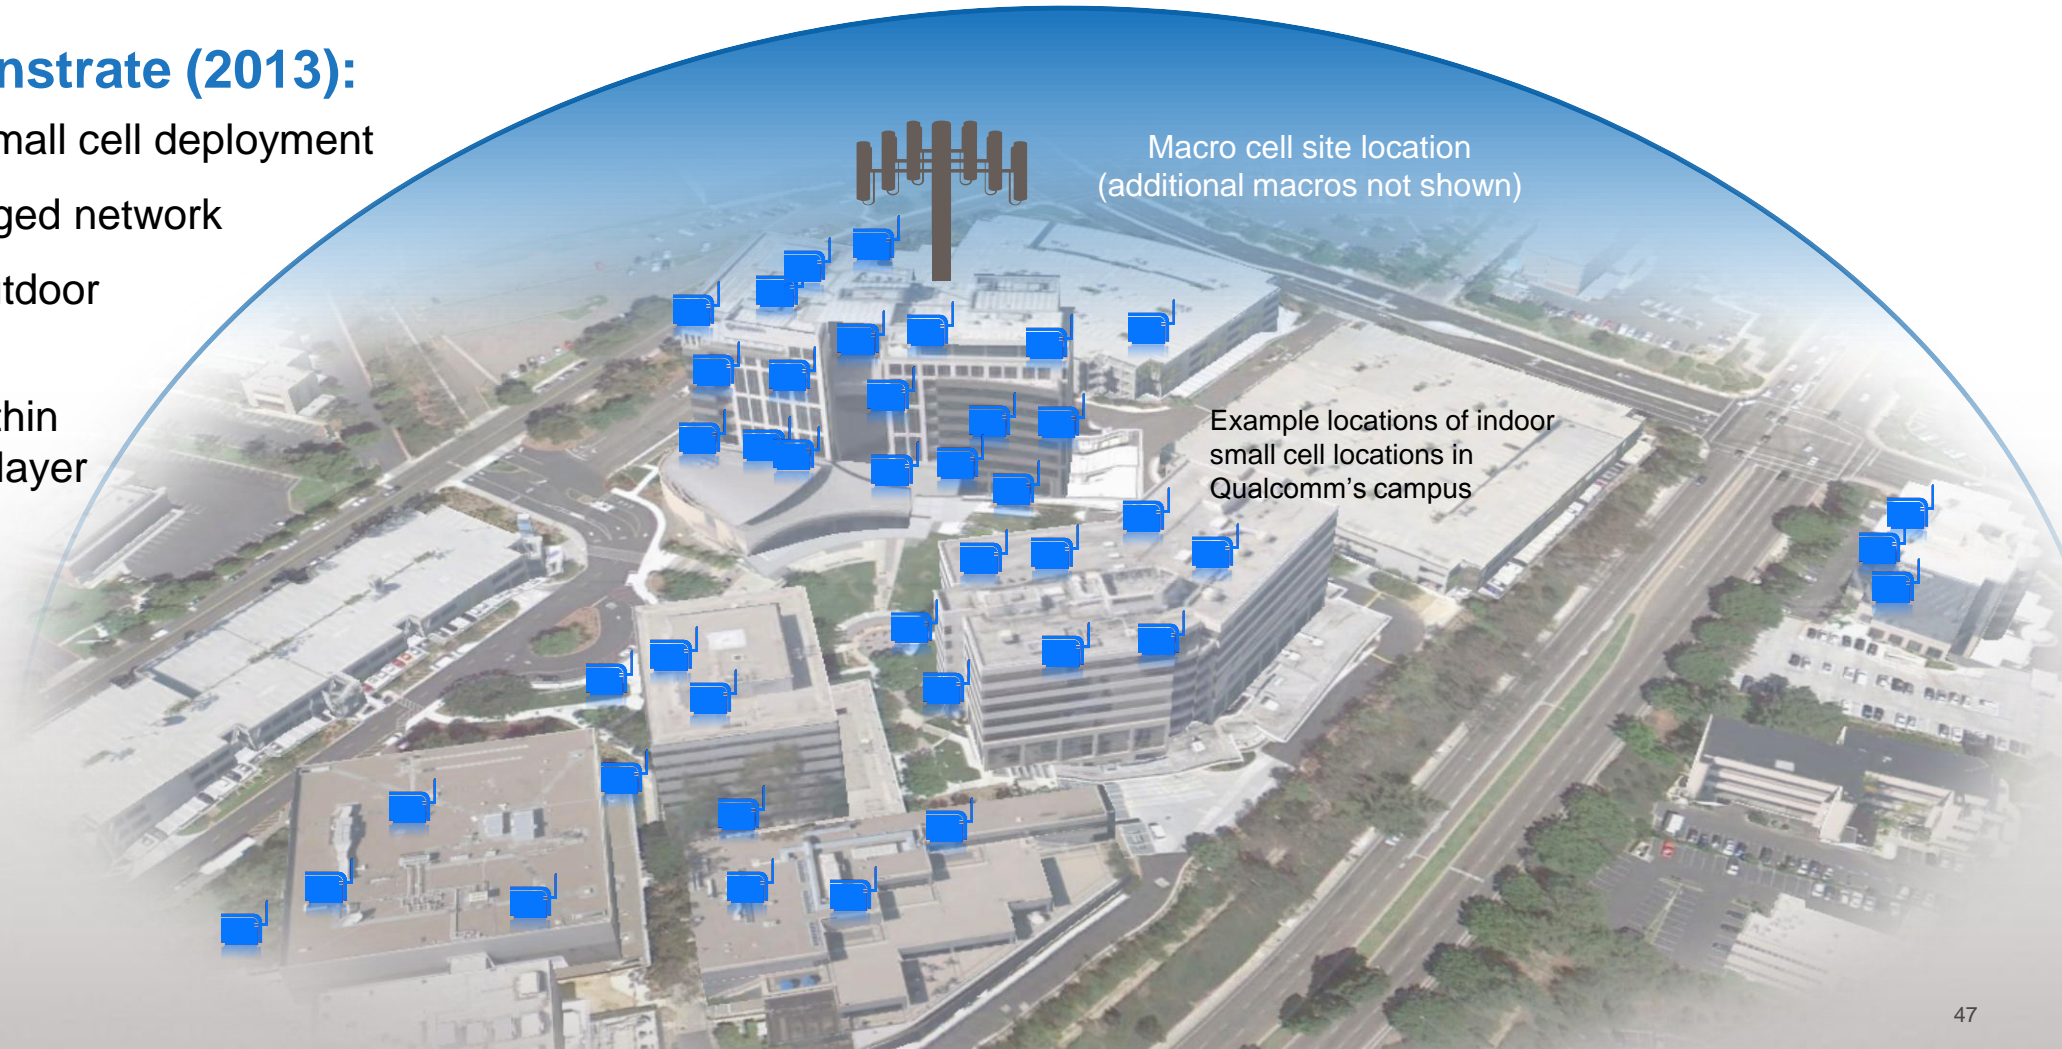 nstrate (2013):
mall cell deployment
ged network
tdoor
thin
layer
Macro cell site location
(additional macros not shown)
Example locations of indoor
small cell locations in
Qualcomm's campus
47